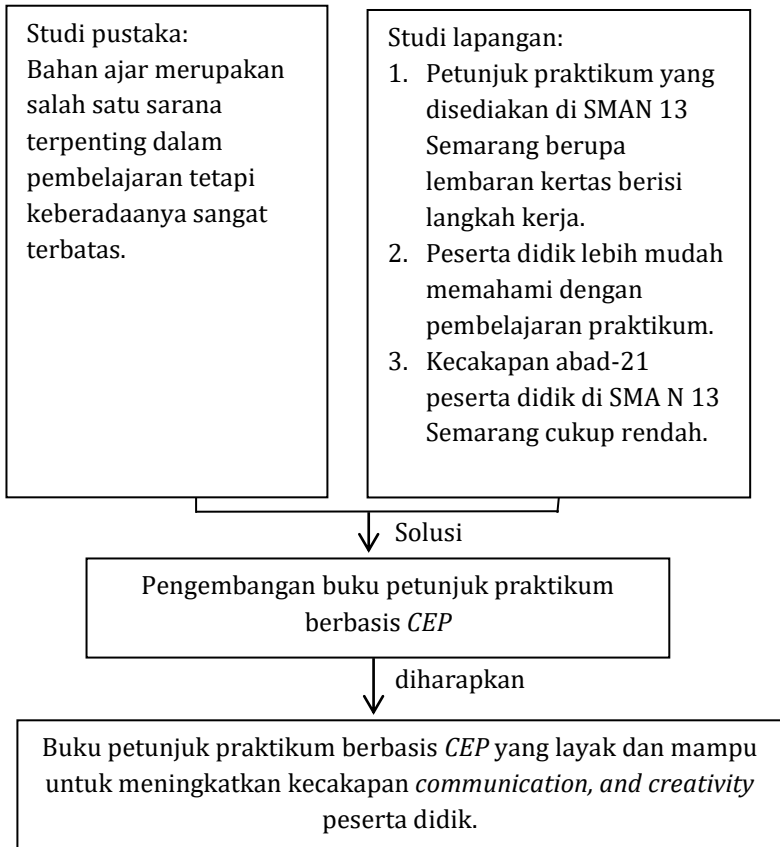 Studi pustaka:
Bahan ajar merupakan
salah satu sarana
terpenting dalam
pembelajaran tetapi
keberadaanya sangat
terbatas.
Studi lapangan:
1. Petunjuk praktikum yang
disediakan di SMAN 13
Semarang berupa
lembaran kertas berisi
langkah kerja.
2. Peserta didik lebih mudah
memahami dengan
pembelajaran praktikum.
3. Kecakapan abad-21
peserta didik di SMA N 13
Semarang cukup rendah.
Solusi
Pengembangan buku petunjuk praktikum
berbasis CEP
diharapkan
Buku petunjuk praktikum berbasis CEP yang layak dan mampu
untuk meningkatkan kecakapan communication, and creativity
peserta didik.